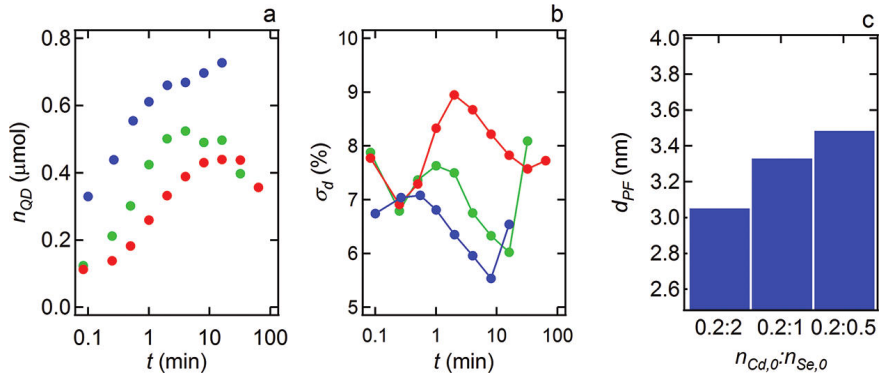 a
0.8
0.6
0.4
0.2
0.0
n_QD (μmol)
0.1 1 10 100
t (min)
b
10
9
8
7
6
5
σ_d (%)
0.1 1 10 100
t (min)
c
4.0
3.8
3.6
3.4
3.2
3.0
2.8
2.6
d_PF (nm)
0.2:2 0.2:1 0.2:0.5
n_Cd,0:n_Se,0